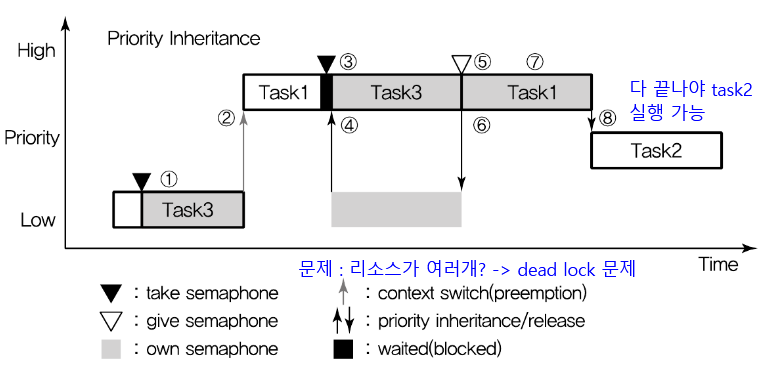 High
Priority Inheritance
③
⑤
⑦
Task1
Task3
Task1
다 끝나야 task2
실행 가능
②
④
⑥
⑧
Priority
Task2
①
Task3
Low
Time
문제 : 리소스가 여러개? -> dead lock 문제
: take semaphone
: context switch(preemption)
: give semaphone
: priority inheritance/release
: own semaphone
: waited(blocked)